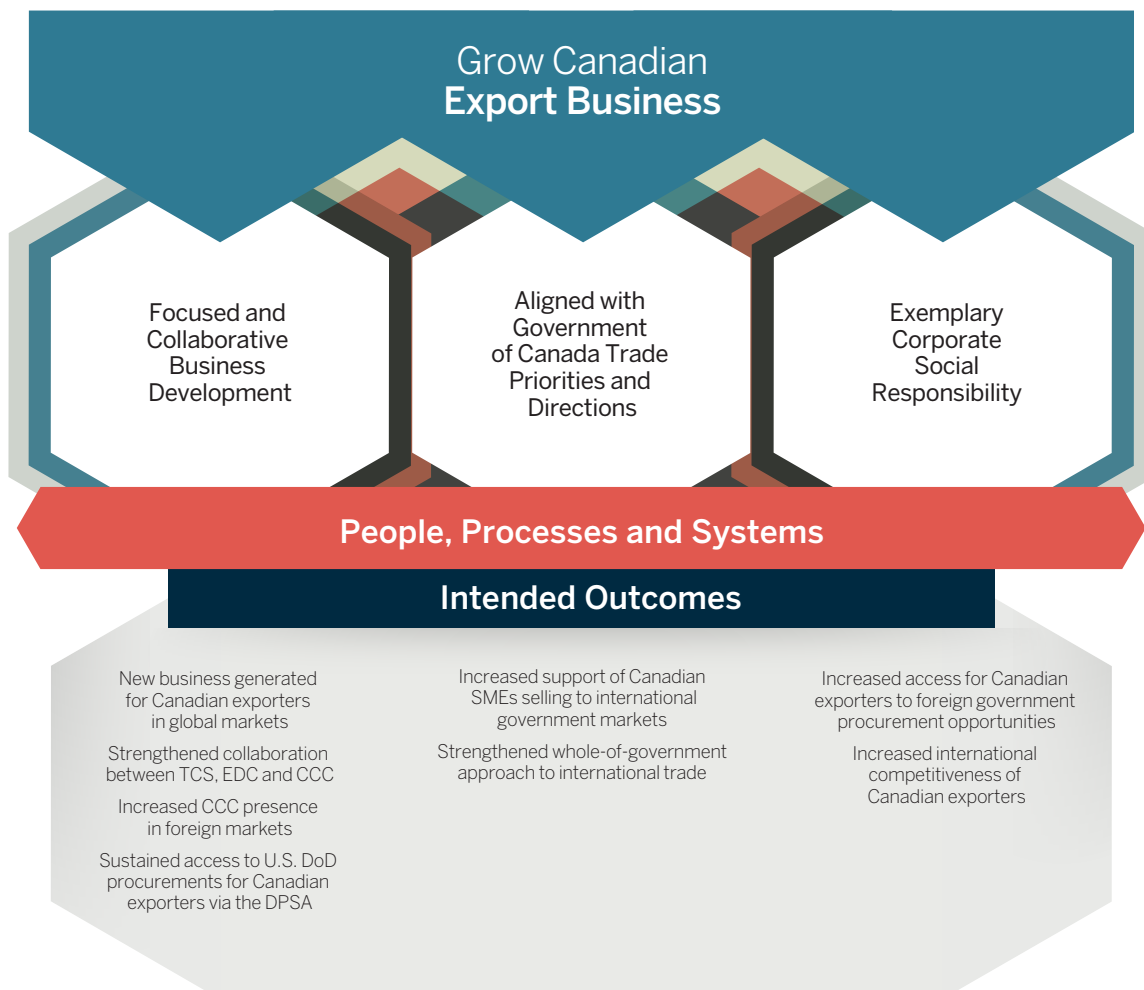 Grow Canadian
Export Business
Focused and
Collaborative
Business
Development
Aligned with
Government
of Canada Trade
Priorities and
Directions
Exemplary
Corporate
Social
Responsibility
People, Processes and Systems
Intended Outcomes
New business generated
for Canadian exporters
in global markets
Strengthened collaboration
between TCS, EDC and CCC
Increased CCC presence
in foreign markets
Sustained access to U.S. DoD
procurements for Canadian
exporters via the DPSA
Increased support of Canadian
SMEs selling to international
government markets
Strengthened whole-of-government
approach to international trade
Increased access for Canadian
exporters to foreign government
procurement opportunities
Increased international
competitiveness of
Canadian exporters